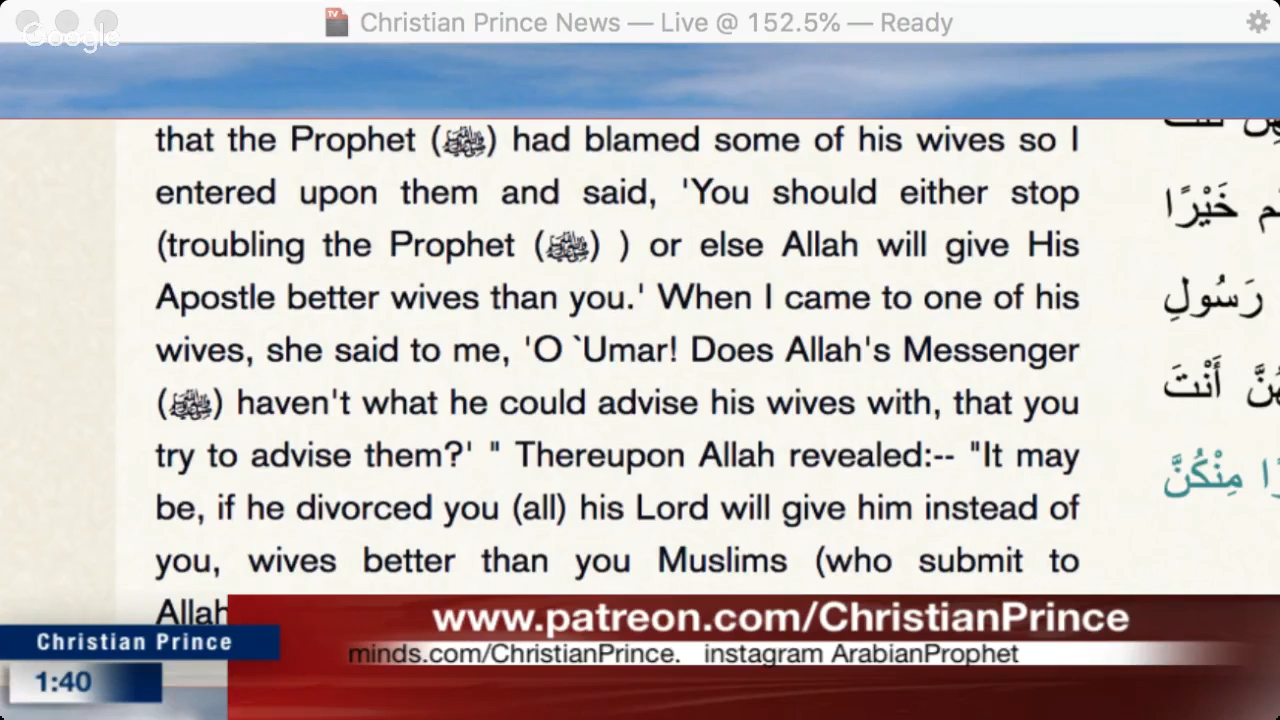 Christian Prince News — Live @ 152.5% — Ready
Google
that the Prophet (ﷺ) had blamed some of his wives so I
entered upon them and said, 'You should either stop
(troubling the Prophet (ﷺ) ) or else Allah will give His
Apostle better wives than you.' When I came to one of his
wives, she said to me, 'O `Umar! Does Allah's Messenger
(ﷺ) haven't what he could advise his wives with, that you
try to advise them?' " Thereupon Allah revealed:-- "It may
be, if he divorced you (all) his Lord will give him instead of
you, wives better than you Muslims (who submit to
Allah
خَيْرًا
رَسُولِ
أَنْتَ
مِنْكُنَّ
www.patreon.com/ChristianPrince
Christian Prince
minds.com/ChristianPrince. instagram ArabianProphet
1:40